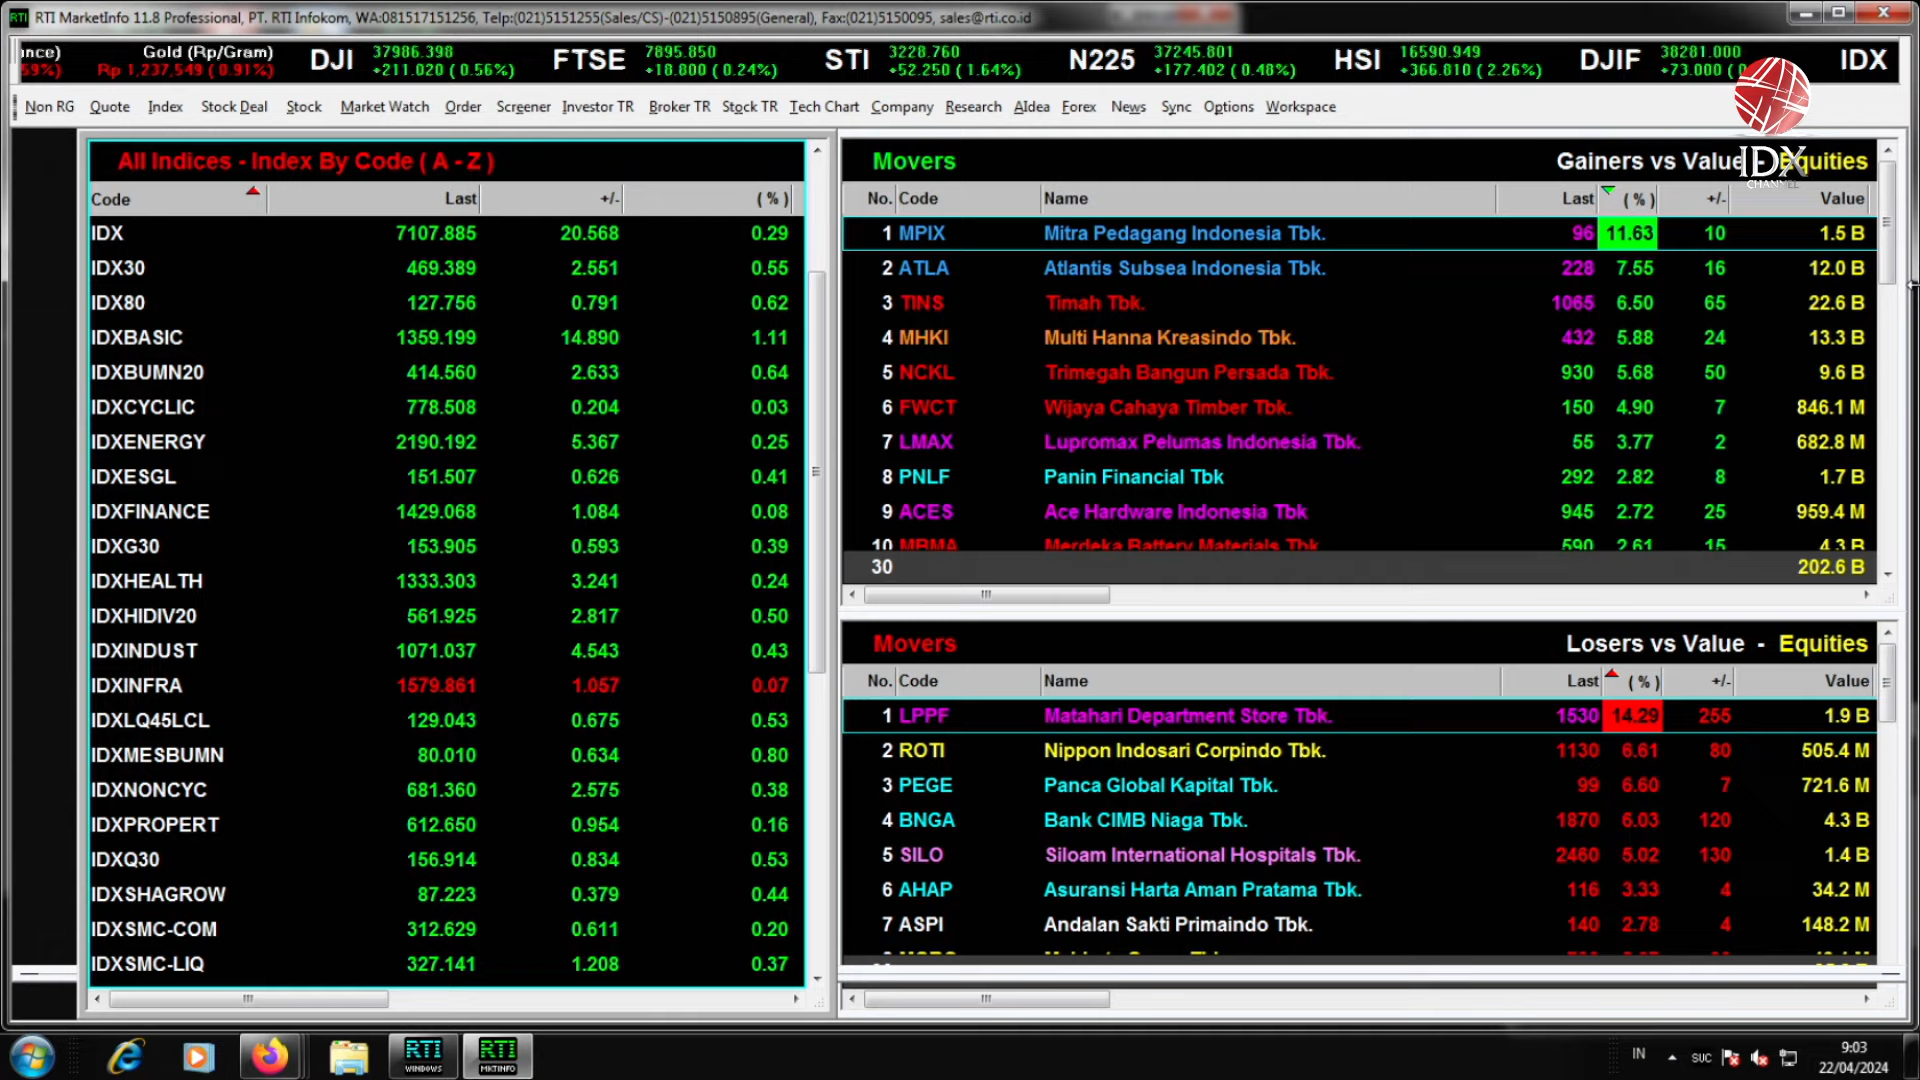 RTI MarketInfo 11.8 Professional, PT. RTI Infokom, WA:081517151256, Telp:(021)5151255(Sales/CS)-(021)5150895(General), Fax:(021)5150095, sales@rti.co.id
Gold (Rp/Gram) DJI 37986.398 FTSE 7895.850 STI 3228.760 N225 37245.801 HSI 16590.949 DJIF 38281.000 IDX
Rp 1,237,549 ( 0.91%) +211.020 ( 0.56%) +18.800 ( 0.24%) +52.250 ( 1.64%) +177.402 ( 0.48%) +366.810 ( 2.26%) +73.000
Non RG Quote Index Stock Deal Stock Market Watch Order Screener Investor TR Broker TR Stock TR Tech Chart Company Research AIdea Forex News Sync Options Workspace
All Indices - Index By Code ( A - Z )
Code Last +/- ( % )
IDX 7107.885 20.568 0.29
IDX30 469.389 2.551 0.55
IDX80 127.756 0.791 0.62
IDXBASIC 1359.199 14.890 1.11
IDXBUMN20 414.560 2.633 0.64
IDXCYCLIC 778.508 0.204 0.03
IDXENERGY 2190.192 5.367 0.25
IDXESGL 151.507 0.626 0.41
IDXFINANCE 1429.068 1.084 0.08
IDXG30 153.905 0.593 0.39
IDXHEALTH 1333.303 3.241 0.24
IDXHIDIV20 561.925 2.817 0.50
IDXINDUST 1071.037 4.543 0.43
IDXINFRA 1579.861 1.057 0.07
IDXLQ45LCL 129.043 0.675 0.53
IDXMESBUMN 80.010 0.634 0.80
IDXNONCYC 681.360 2.575 0.38
IDXPROPERT 612.650 0.954 0.16
IDXQ30 156.914 0.834 0.53
IDXSHAGROW 87.223 0.379 0.44
IDXSMC-COM 312.629 0.611 0.20
IDXSMC-LIQ 327.141 1.208 0.37
Movers Gainers vs Value Equities
IDX
CHANNEL
No. Code Name Last ( % ) +/- Value
1 MPIX Mitra Pedagang Indonesia Tbk. 96 11.63 10 1.5 B
2 ATLA Atlantis Subsea Indonesia Tbk. 228 7.55 16 12.0 B
3 TINS Timah Tbk. 1065 6.50 65 22.6 B
4 MHKI Multi Hanna Kreasindo Tbk. 432 5.88 24 13.3 B
5 NCKL Trimegah Bangun Persada Tbk. 930 5.68 50 9.6 B
6 FWCT Wijaya Cahaya Timber Tbk. 150 4.90 7 846.1 M
7 LMAX Lupromax Pelumas Indonesia Tbk. 55 3.77 2 682.8 M
8 PNLF Panin Financial Tbk 292 2.82 8 1.7 B
9 ACES Ace Hardware Indonesia Tbk 945 2.72 25 959.4 M
10 MBMA Merdeka Battery Materials Tbk 590 2.61 15 4.3 B
30 202.6 B
Movers Losers vs Value - Equities
No. Code Name Last ( % ) +/- Value
1 LPPF Matahari Department Store Tbk. 1530 14.29 255 1.9 B
2 ROTI Nippon Indosari Corpindo Tbk. 1130 6.61 80 505.4 M
3 PEGE Panca Global Kapital Tbk. 99 6.60 7 721.6 M
4 BNGA Bank CIMB Niaga Tbk. 1870 6.03 120 4.3 B
5 SILO Siloam International Hospitals Tbk. 2460 5.02 130 1.4 B
6 AHAP Asuransi Harta Aman Pratama Tbk. 116 3.33 4 34.2 M
7 ASPI Andalan Sakti Primaindo Tbk. 140 2.78 4 148.2 M
RTI WINDOWS
RTI MKTINFO
IN SUC
9:03
22/04/2024